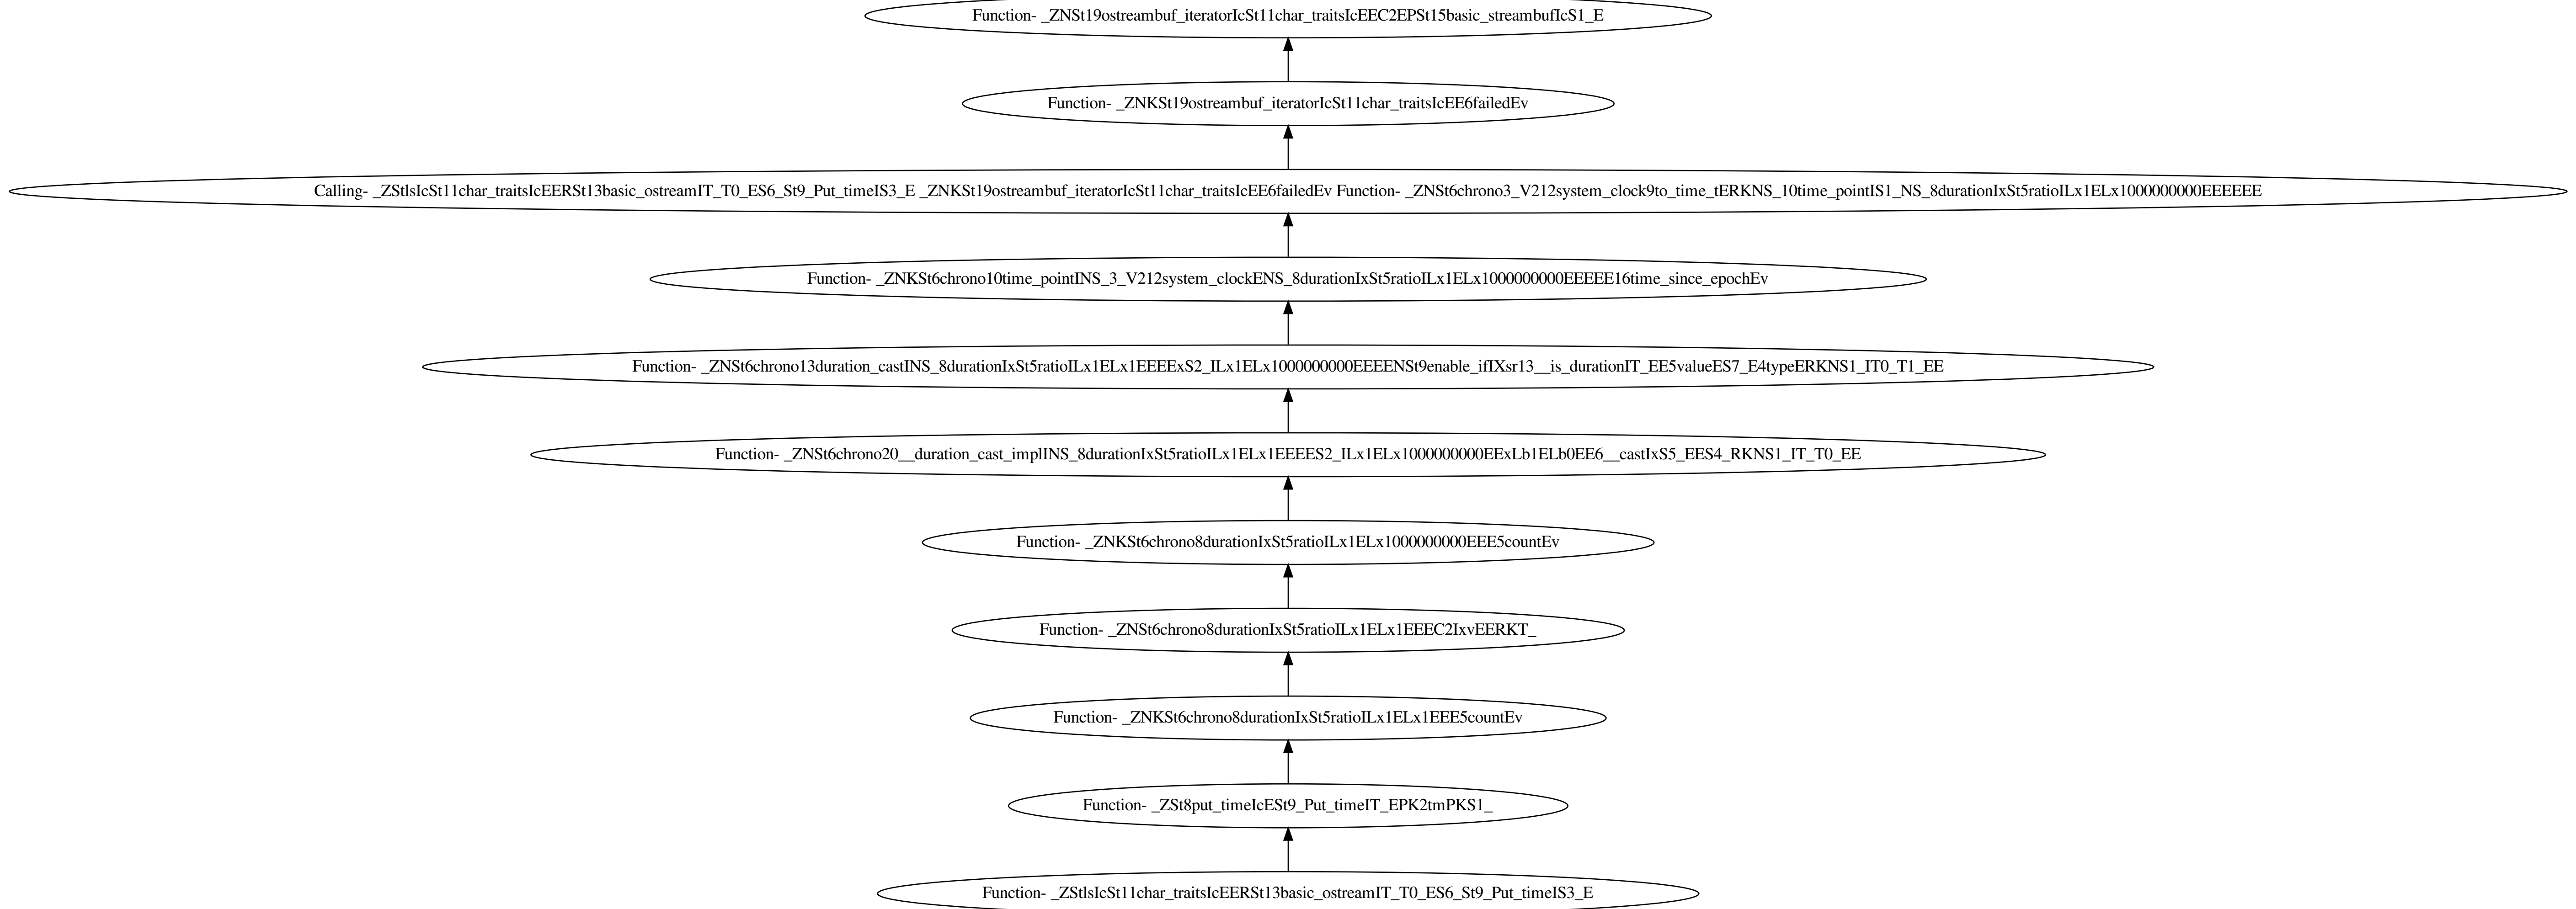 Function- _ZNSt19ostreambuf_iteratorIcSt11char_traitsIcEEC2EPSt15basic_streambufIcS1_E
Function- _ZNKSt19ostreambuf_iteratorIcSt11char_traitsIcEE6failedEv
Calling- _ZStlsIcSt11char_traitsIcEERSt13basic_ostreamIT_T0_ES6_St9_Put_timeIS3_E _ZNKSt19ostreambuf_iteratorIcSt11char_traitsIcEE6failedEv Function- _ZNSt6chrono3_V212system_clock9to_time_tERKNS_10time_pointIS1_NS_8durationIxSt5ratioILx1ELx1000000000EEEEEE
Function- _ZNKSt6chrono10time_pointINS_3_V212system_clockENS_8durationIxSt5ratioILx1ELx1000000000EEEEE16time_since_epochEv
Function- _ZNSt6chrono13duration_castINS_8durationIxSt5ratioILx1ELx1EEEExS2_ILx1ELx1000000000EEEENSt9enable_ifIXsr13__is_durationIT_EE5valueES7_E4typeERKNS1_IT0_T1_EE
Function- _ZNSt6chrono20__duration_cast_implINS_8durationIxSt5ratioILx1ELx1EEEES2_ILx1ELx1000000000EExLb1ELb0EE6__castIxS5_EES4_RKNS1_IT_T0_EE
Function- _ZNKSt6chrono8durationIxSt5ratioILx1ELx1000000000EEE5countEv
Function- _ZNSt6chrono8durationIxSt5ratioILx1ELx1EEEC2IxvEERKT_
Function- _ZNKSt6chrono8durationIxSt5ratioILx1ELx1EEE5countEv
Function- _ZSt8put_timeIcESt9_Put_timeIT_EPK2tmPKS1_
Function- _ZStlsIcSt11char_traitsIcEERSt13basic_ostreamIT_T0_ES6_St9_Put_timeIS3_E